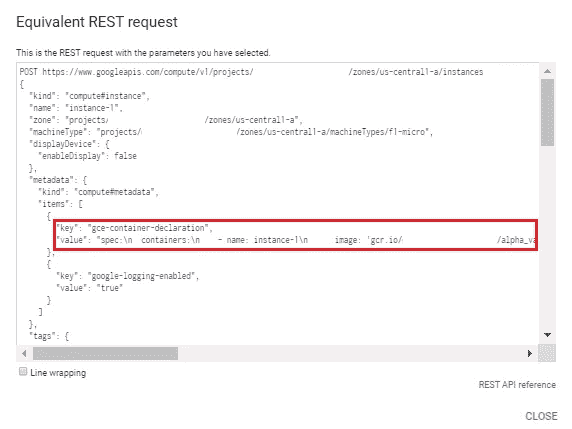 Equivalent REST request
This is the REST request with the parameters you have selected.
POST https://www.googleapis.com/compute/v1/projects/ /zones/us-central1-a/instances
{
"kind": "compute#instance",
"name": "instance-1",
"zone": "projects/ /zones/us-central1-a",
"machineType": "projects/ /zones/us-central1-a/machineTypes/f1-micro",
"displayDevice": {
"enableDisplay": false
},
"metadata": {
"kind": "compute#metadata",
"items": [
{
"key": "gce-container-declaration",
"value": "spec:\n containers:\n - name: instance-1\n image: 'gcr.io/ /alpha_va
},
{
"key": "google-logging-enabled",
"value": "true"
}
]
},
"tags": {
Line wrapping
REST API reference
CLOSE